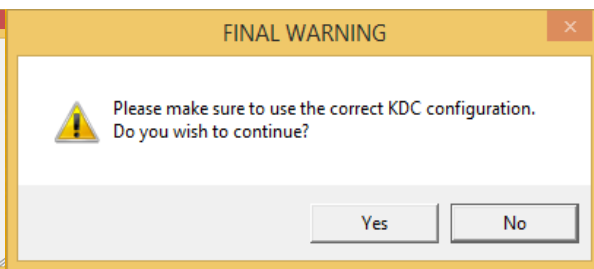 FINAL WARNING
Please make sure to use the correct KDC configuration.
Do you wish to continue?
Yes
No